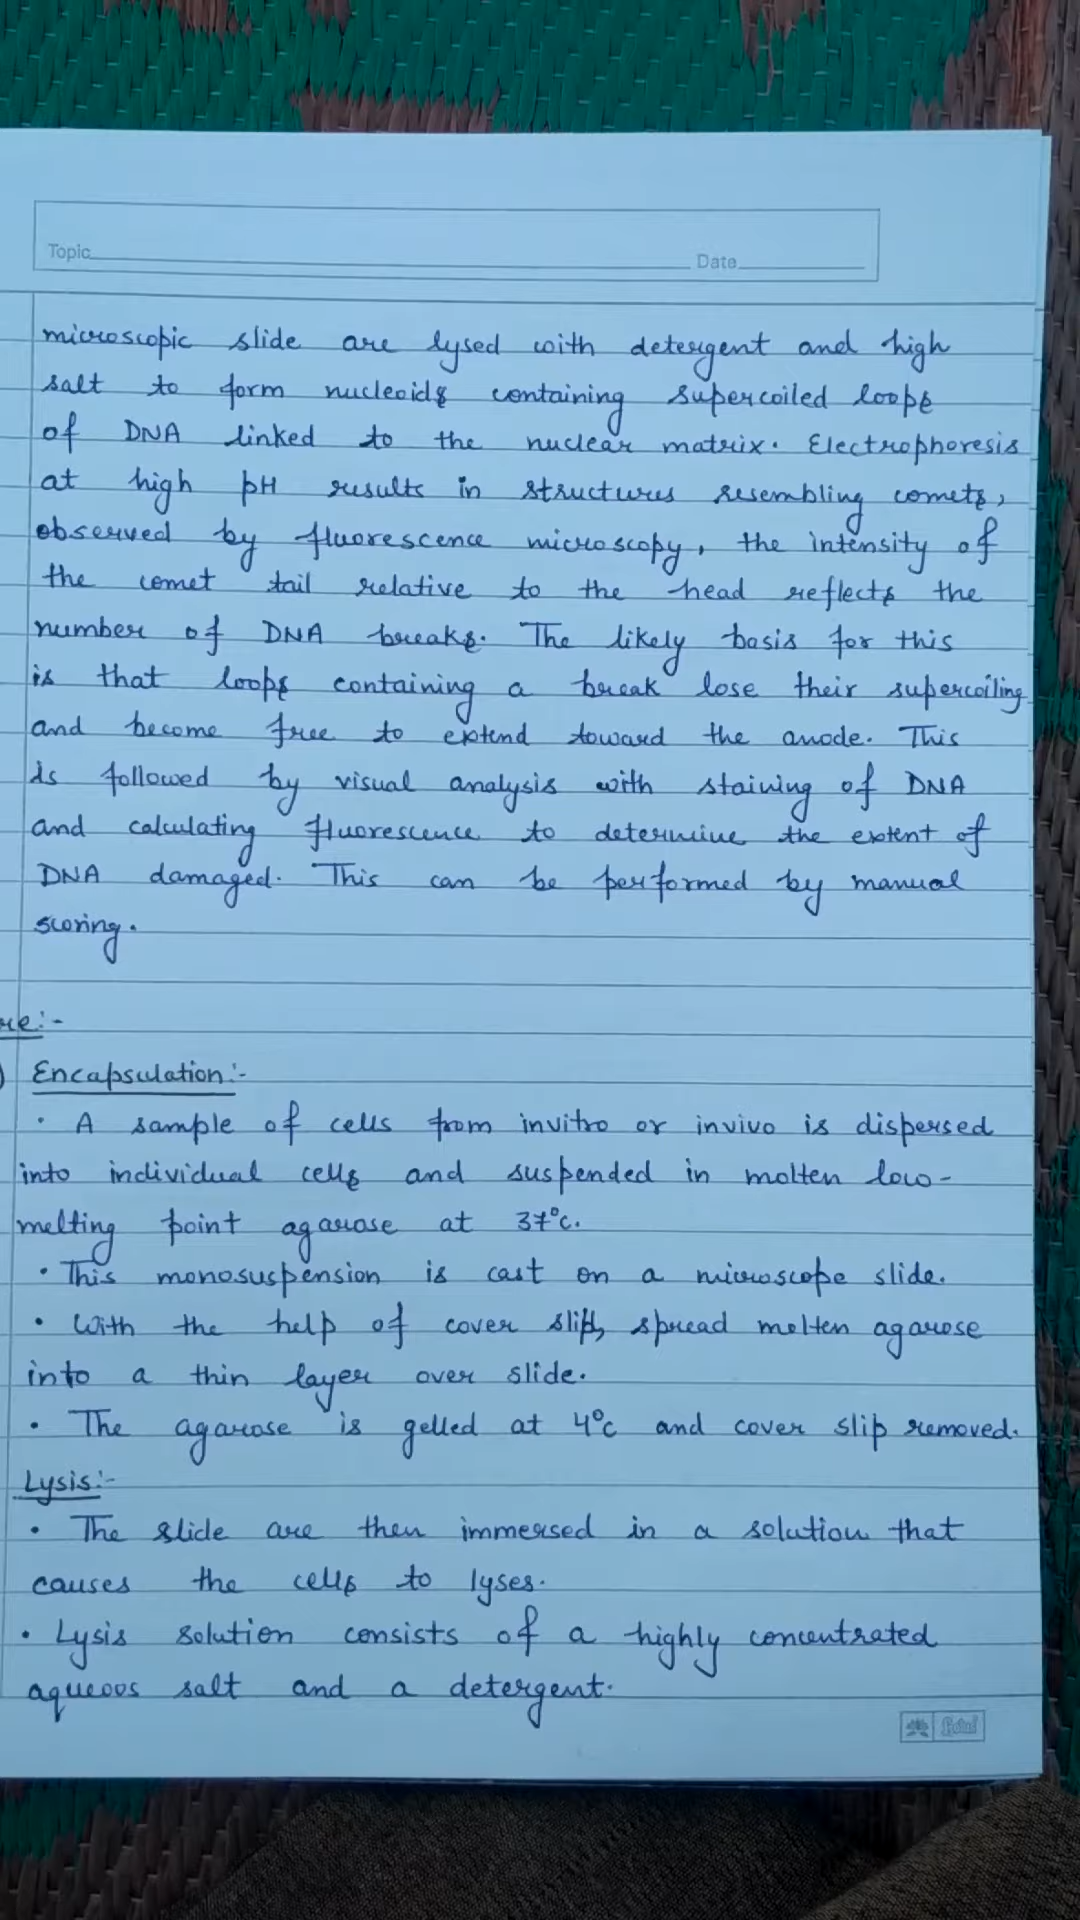 Topic Date
microscopic slide are lysed with detergent and high
salt to form nucleoids containing supercoiled loops
of DNA linked to the nuclear matrix. Electrophoresis
at high pH results in structures resembling comets,
observed by fluorescence microscopy, the intensity of
the comet tail relative to the head reflects the
number of DNA breaks. The likely basis for this
is that loops containing a break lose their supercoiling
and become free to extend toward the anode. This
is followed by visual analysis with staining of DNA
and calculating fluorescence to determine the extent of
DNA damaged. This can be performed by manual
scoring.
re:-
) Encapsulation:-
• A sample of cells from invitro or invivo is dispersed
into individual cells and suspended in molten low-
melting point agarose at 37°c.
• This monosuspension is cast on a microscope slide.
• With the help of cover slip, spread molten agarose
into a thin layer over slide.
• The agarose is gelled at 4°c and cover slip removed.
Lysis:-
• The slide are then immersed in a solution that
causes the cells to lyses.
• Lysis solution consists of a highly concentrated
aqueous salt and a detergent.